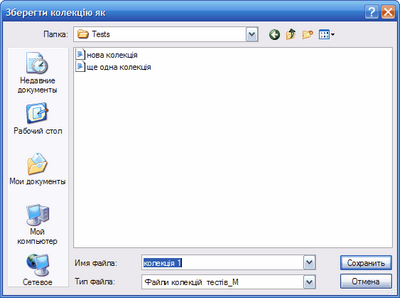 Зберегти колекцію як
Папка:
Tests
нова колекція
ще одна колекція
Недавние
документы
Рабочий стол
Мои документы
Мой
компьютер
Сетевое
Имя файла:
колекція 1
Сохранить
Тип файла:
Файли колекцій тестів_М
Отмена